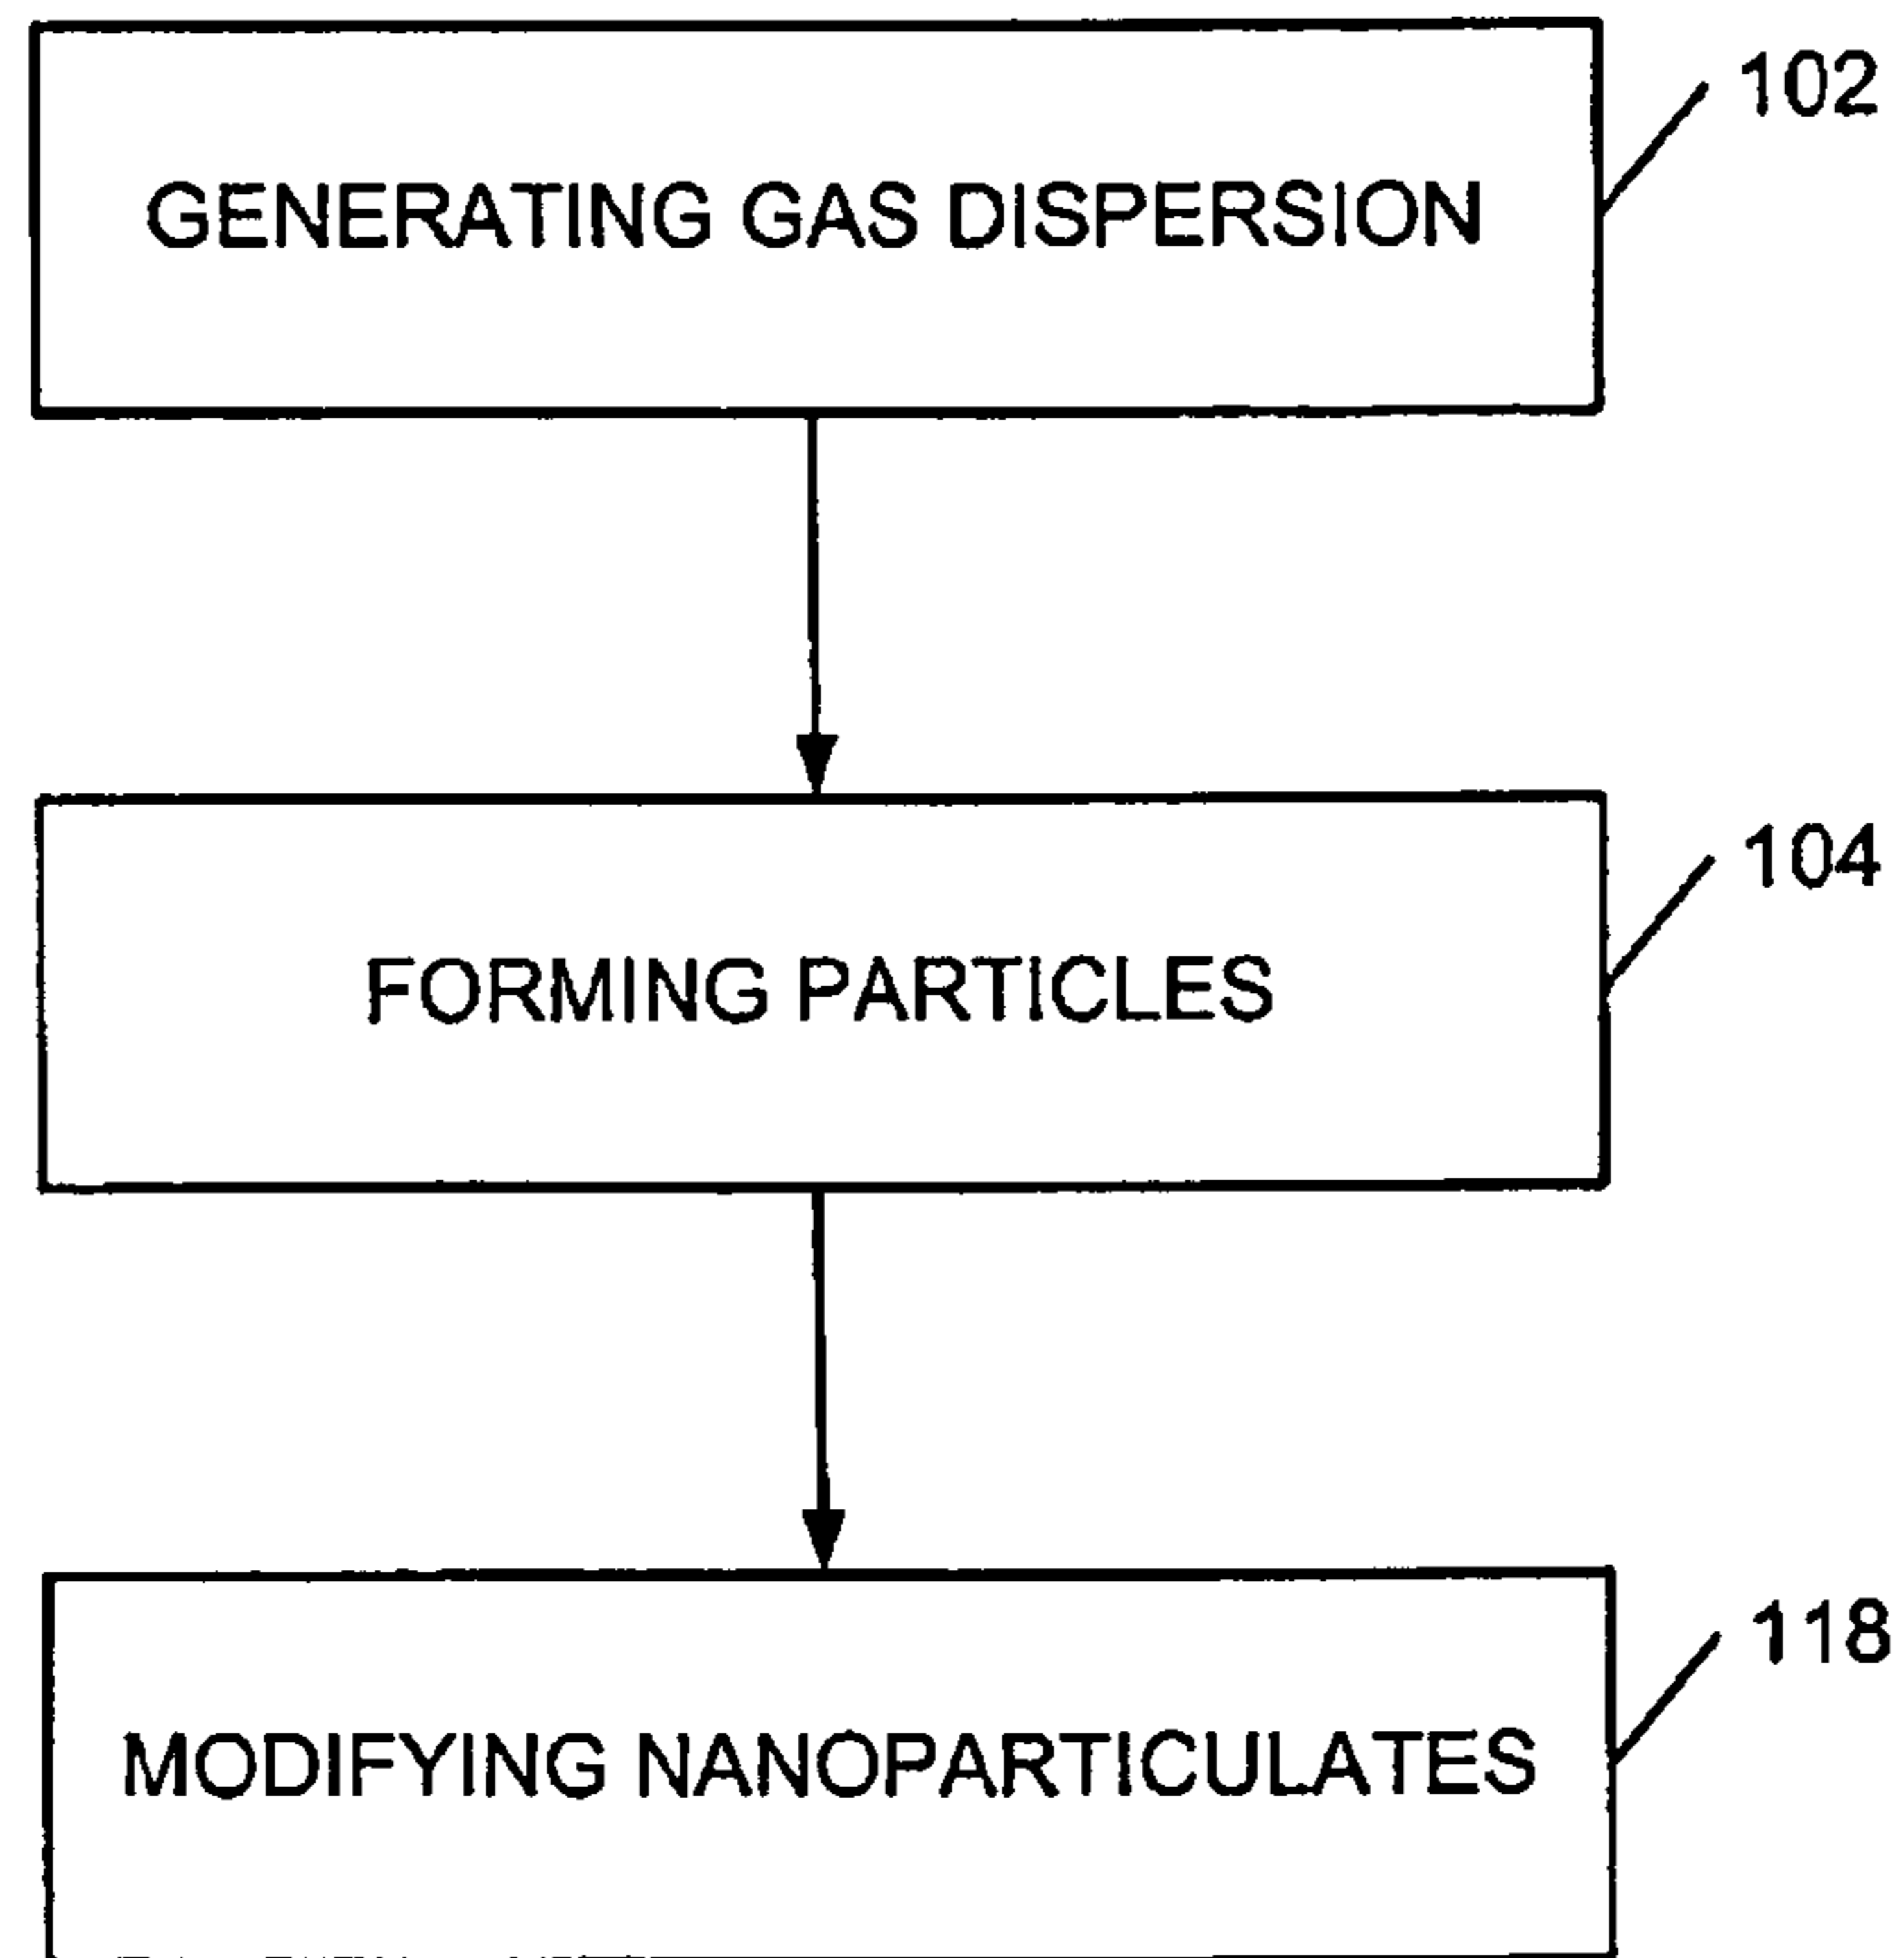 GENERATING GAS DISPERSION
102
FORMING PARTICLES
104
MODIFYING NANOPARTICULATES
118